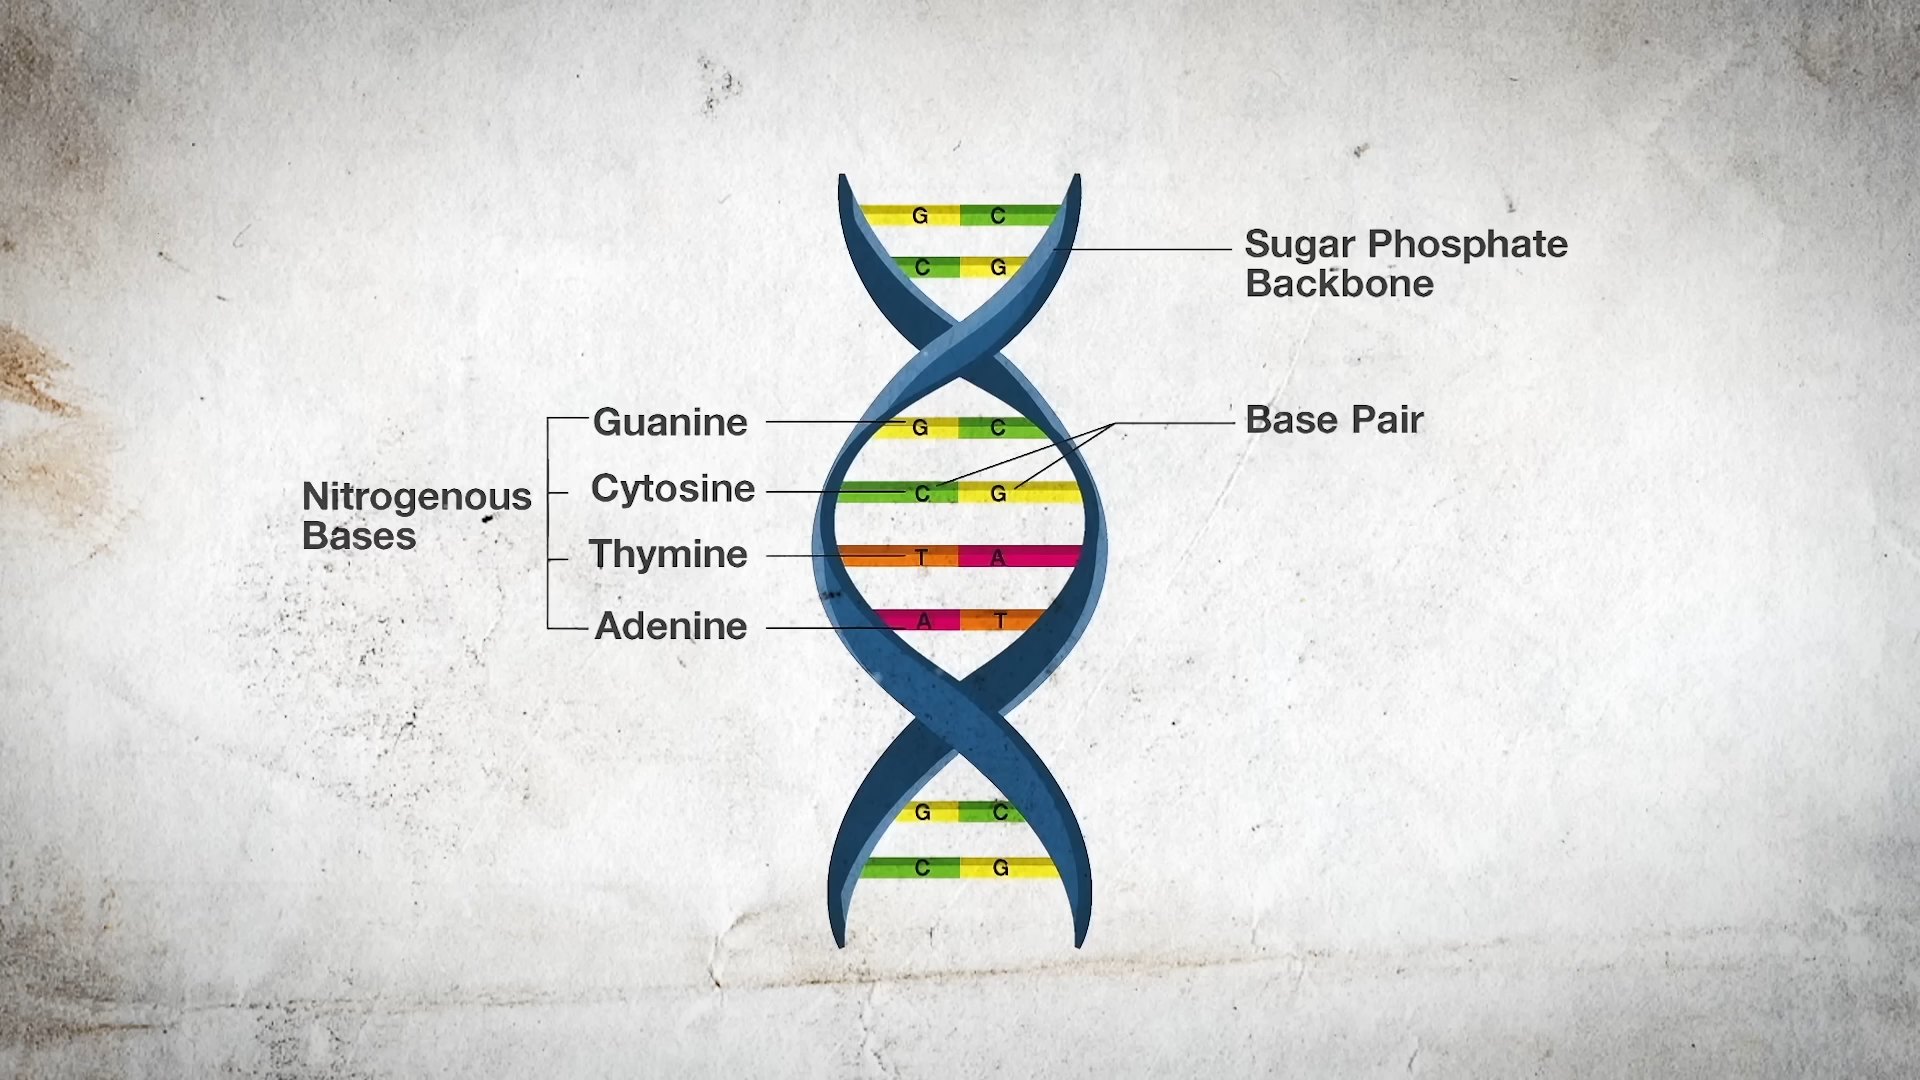 G C
C G
Sugar Phosphate
Backbone
Nitrogenous
Bases
Guanine
Cytosine
Thymine
Adenine
G C
C G
T A
A T
Base Pair
G C
C G